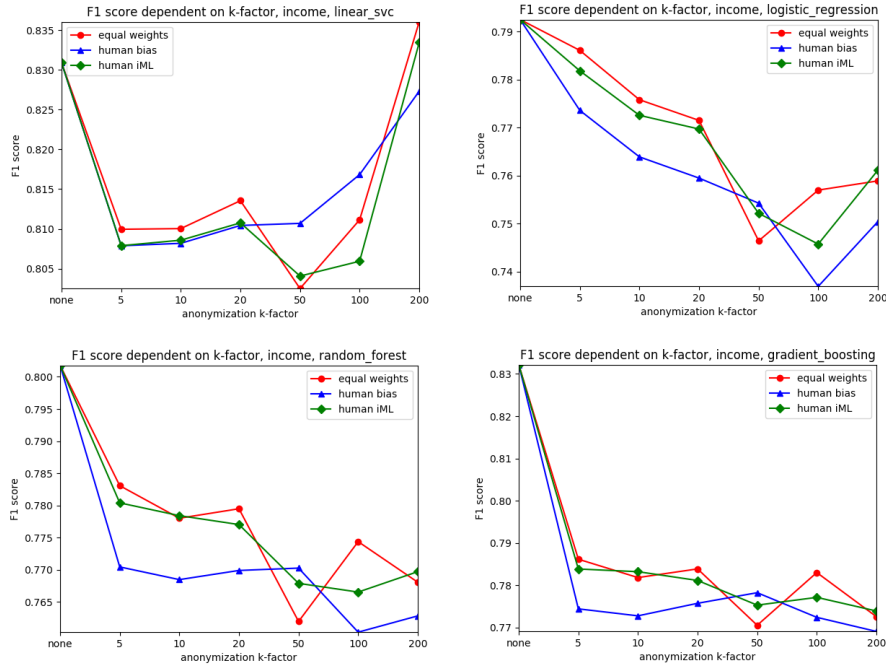 F1 score dependent on k-factor, income, linear_svc
0.835
0.830
0.825
0.820
0.815
0.810
0.805
F1 score
equal weights
human bias
human iML
none 5 10 20 50 100 200
anonymization k-factor
F1 score dependent on k-factor, income, logistic_regression
0.79
0.78
0.77
0.76
0.75
0.74
F1 score
equal weights
human bias
human iML
none 5 10 20 50 100 200
anonymization k-factor
F1 score dependent on k-factor, income, random_forest
0.800
0.795
0.790
0.785
0.780
0.775
0.770
0.765
F1 score
equal weights
human bias
human iML
none 5 10 20 50 100 200
anonymization k-factor
F1 score dependent on k-factor, income, gradient_boosting
0.83
0.82
0.81
0.80
0.79
0.78
0.77
F1 score
equal weights
human bias
human iML
none 5 10 20 50 100 200
anonymization k-factor